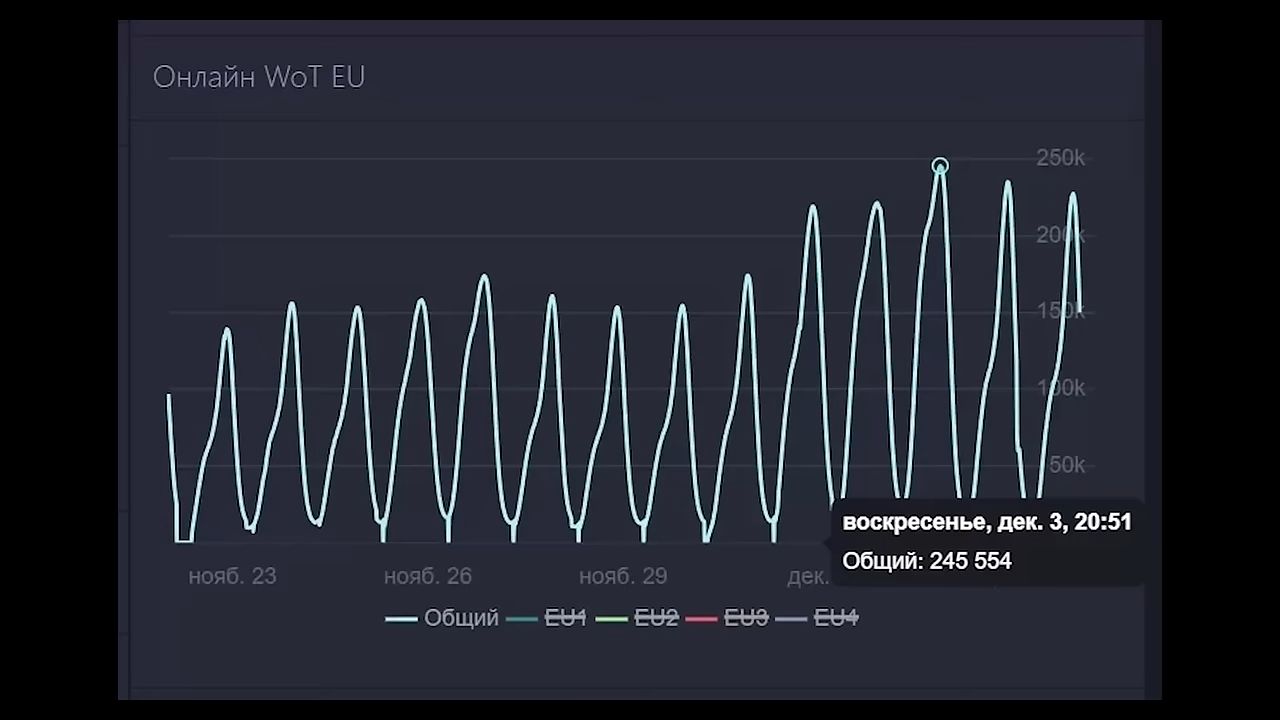 Онлайн WoT EU
250k
200k
150k
100k
50k
воскресенье, дек. 3, 20:51
Общий: 245 554
нояб. 23 нояб. 26 нояб. 29 дек.
Общий EU1 EU2 EU3 EU4